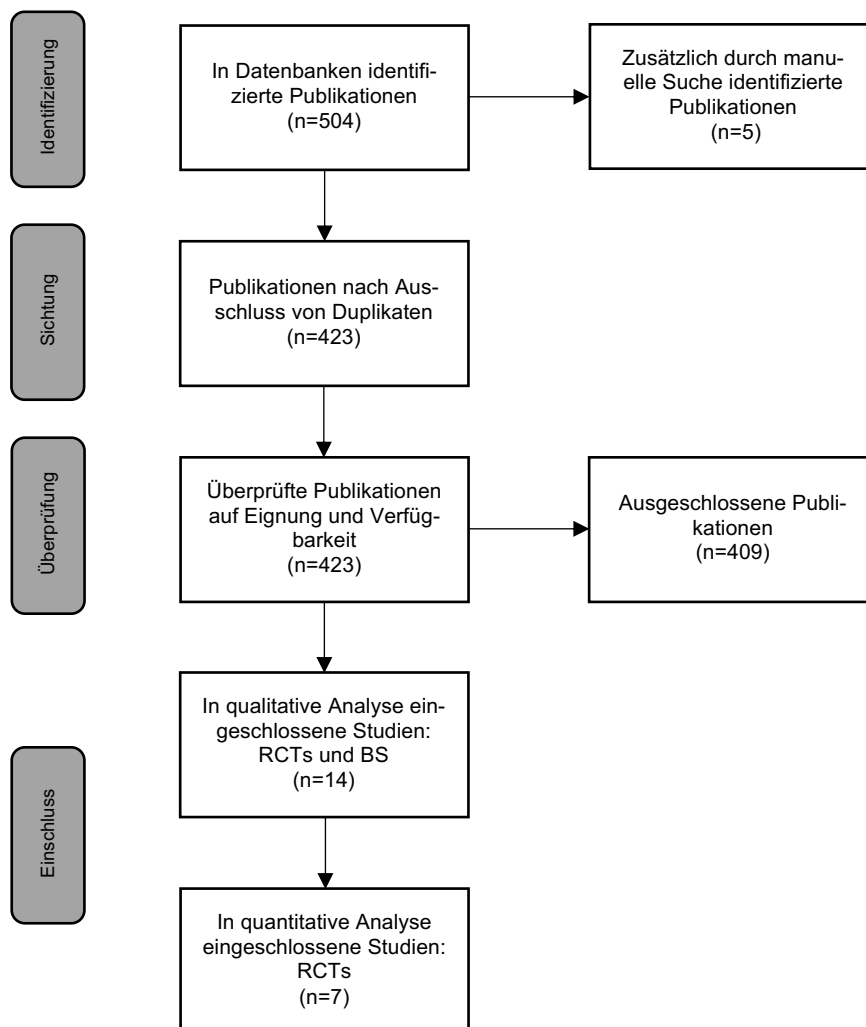 Identifizierung
In Datenbanken identifi-
zierte Publikationen
(n=504)
Zusätzlich durch manu-
elle Suche identifizierte
Publikationen
(n=5)
Sichtung
Publikationen nach Aus-
schluss von Duplikaten
(n=423)
Überprüfung
Überprüfte Publikationen
auf Eignung und Verfüg-
barkeit
(n=423)
Ausgeschlossene Publi-
kationen
(n=409)
Einschluss
In qualitative Analyse ein-
geschlossene Studien:
RCTs und BS
(n=14)
In quantitative Analyse
eingeschlossene Studien:
RCTs
(n=7)